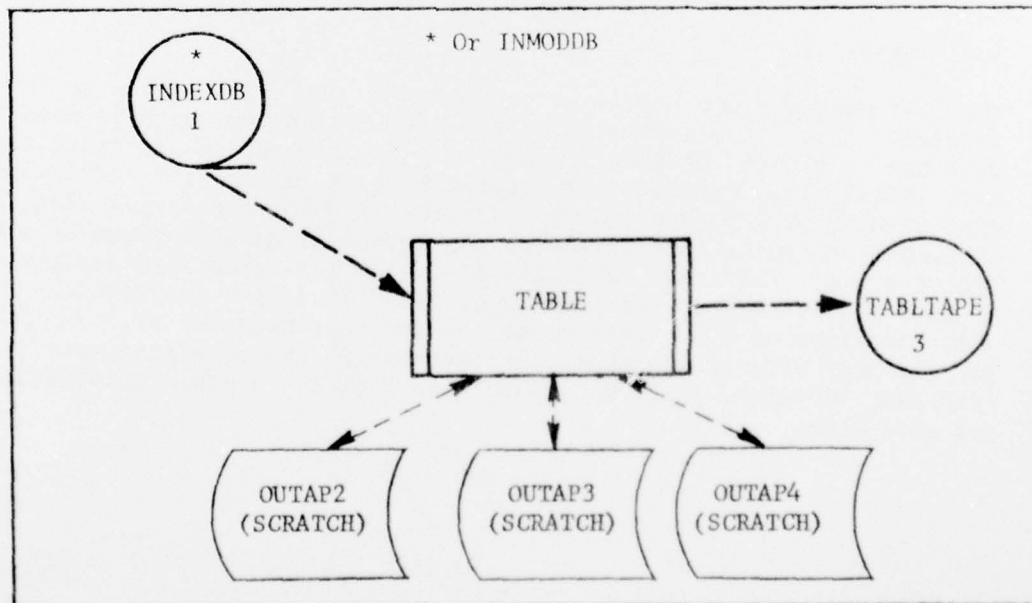 * Or INMODDB
*
INDEXDB
1
TABLE
TABLTAPE
3
OUTAP2
(SCRATCH)
OUTAP3
(SCRATCH)
OUTAP4
(SCRATCH)